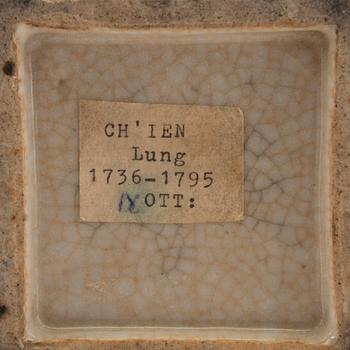 CH'IEN
Lung
1736-1795
OTT: